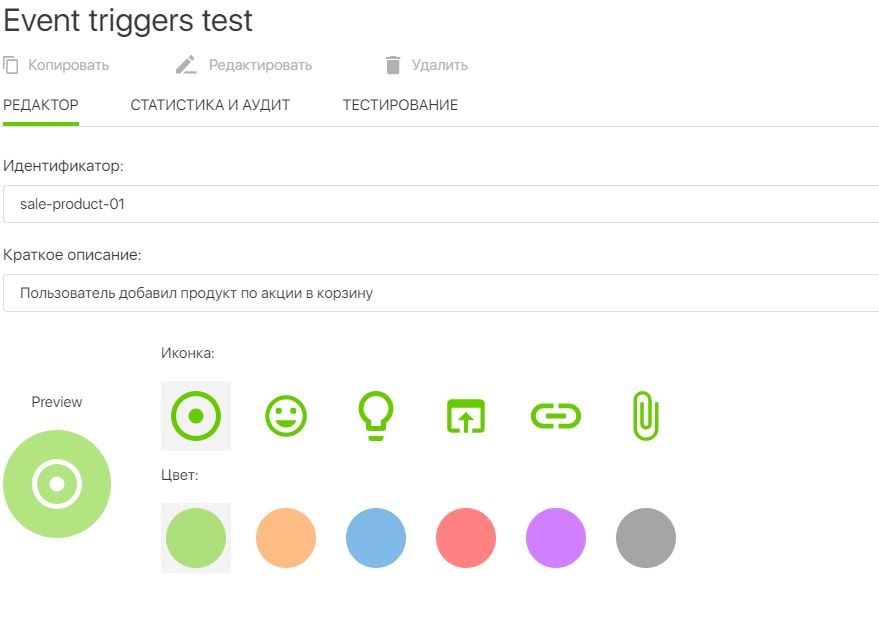 Event triggers test
Копировать Редактировать Удалить
РЕДАКТОР СТАТИСТИКА И АУДИТ ТЕСТИРОВАНИЕ
Идентификатор:
sale-product-01
Краткое описание:
Пользователь добавил продукт по акции в корзину
Иконка:
Preview
Цвет: